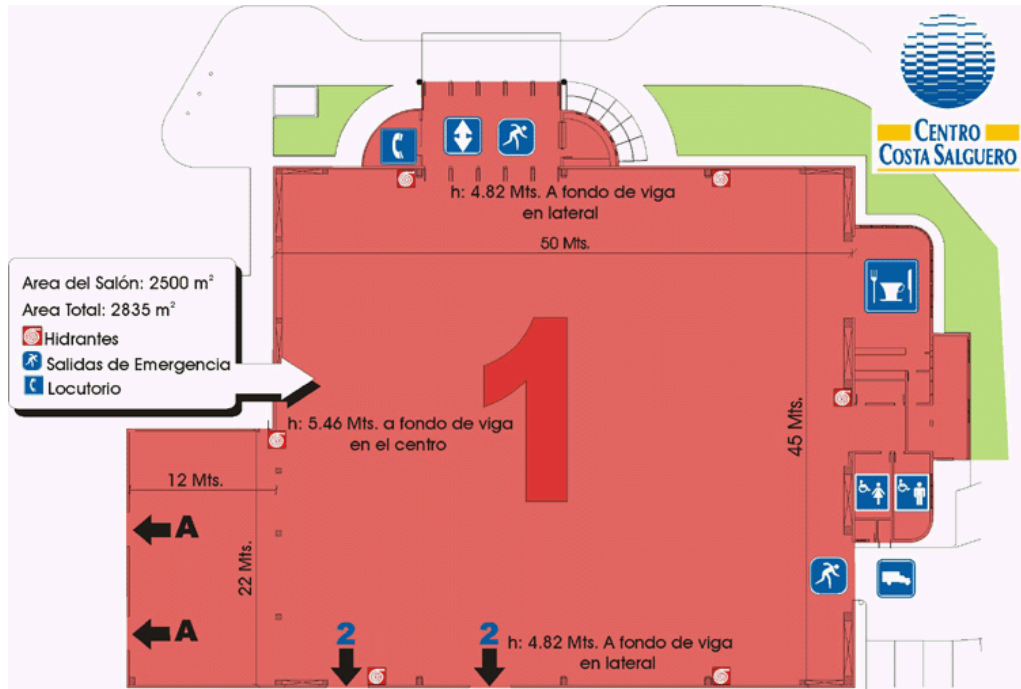 CENTRO
COSTA SALGUERO
h: 4.82 Mts. A fondo de viga
en lateral
50 Mts.
Area del Salón: 2500 m²
Area Total: 2835 m²
Hidrantes
Salidas de Emergencia
Locutorio
1
h: 5.46 Mts. a fondo de viga
en el centro
45 Mts.
12 Mts.
A
22 Mts.
A
2
2
h: 4.82 Mts. A fondo de viga
en lateral